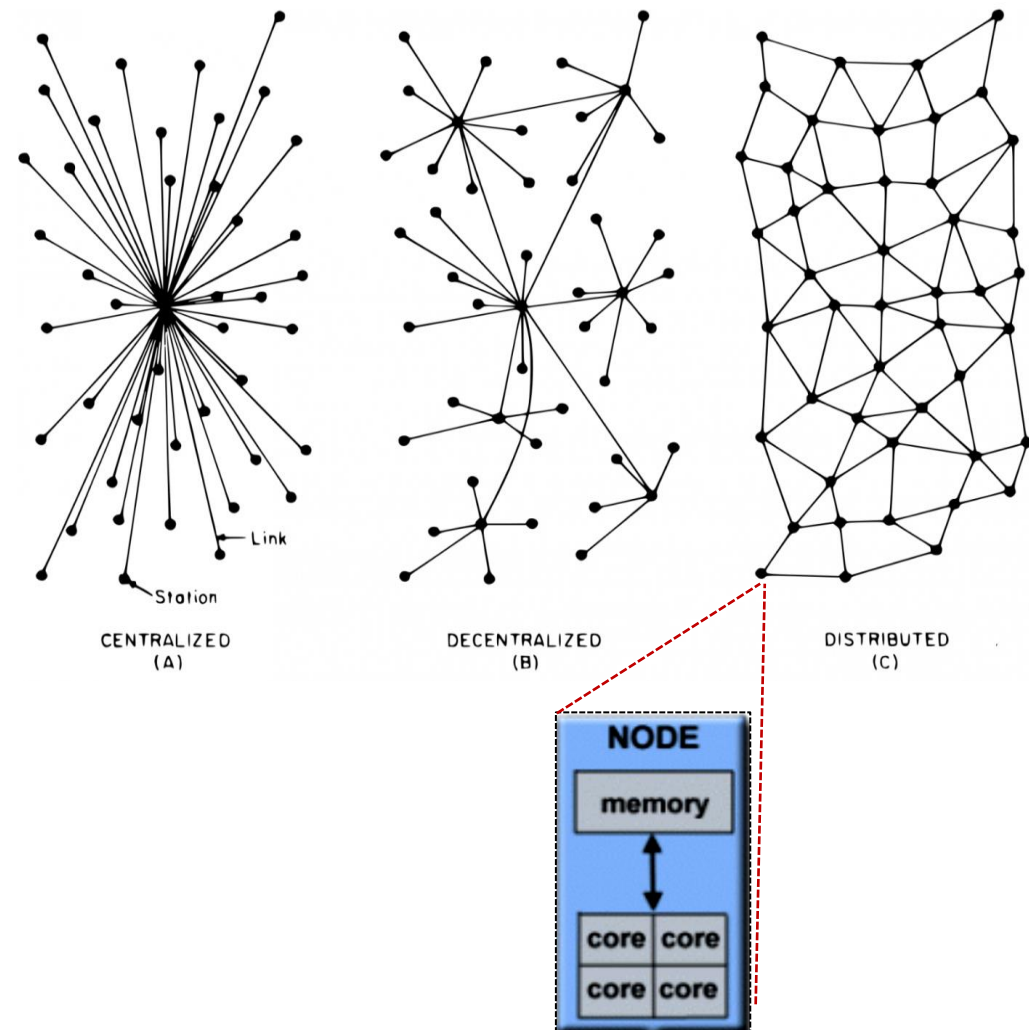 Link
Station
CENTRALIZED
(A)
DECENTRALIZED
(B)
DISTRIBUTED
(C)
NODE
memory
core core
core core